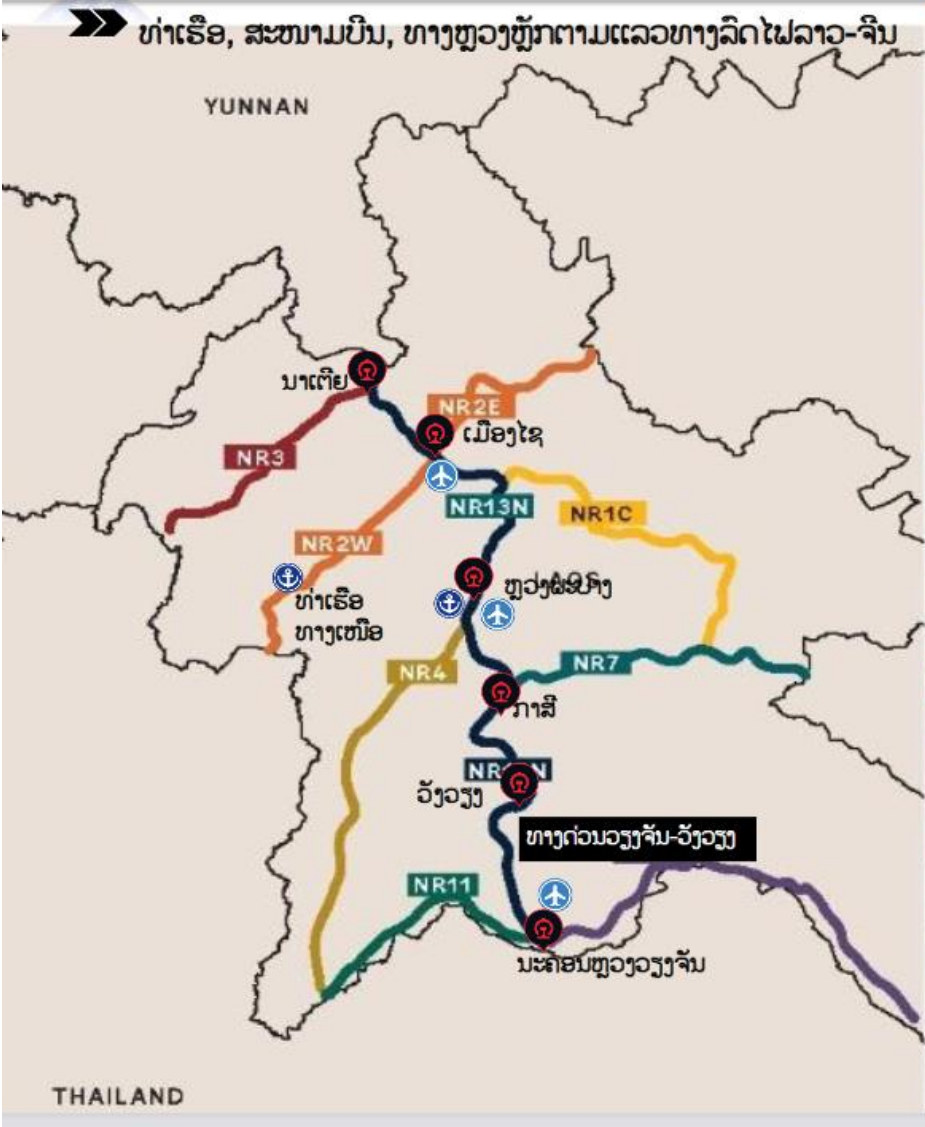 ທ່າເຮືອ, ສະໜາມບີນ, ທາງຫຼວງຫຼັກຕາມແລວທາງລົດໄຟລາວ-ຈີນ
YUNNAN
ນາເຕີຍ
NR2E
ເມືອງໄຊ
NR3
NR13N
NR1C
NR2W
ຫຼວງພະບາງ
ທ່າເຮືອ
ທາງເໜືອ
NR4
NR7
ກາສີ
ວັງວຽງ
ທາງດ່ວນວຽງຈັນ-ວັງວຽງ
NR11
ນະຄອນຫຼວງວຽງຈັນ
THAILAND